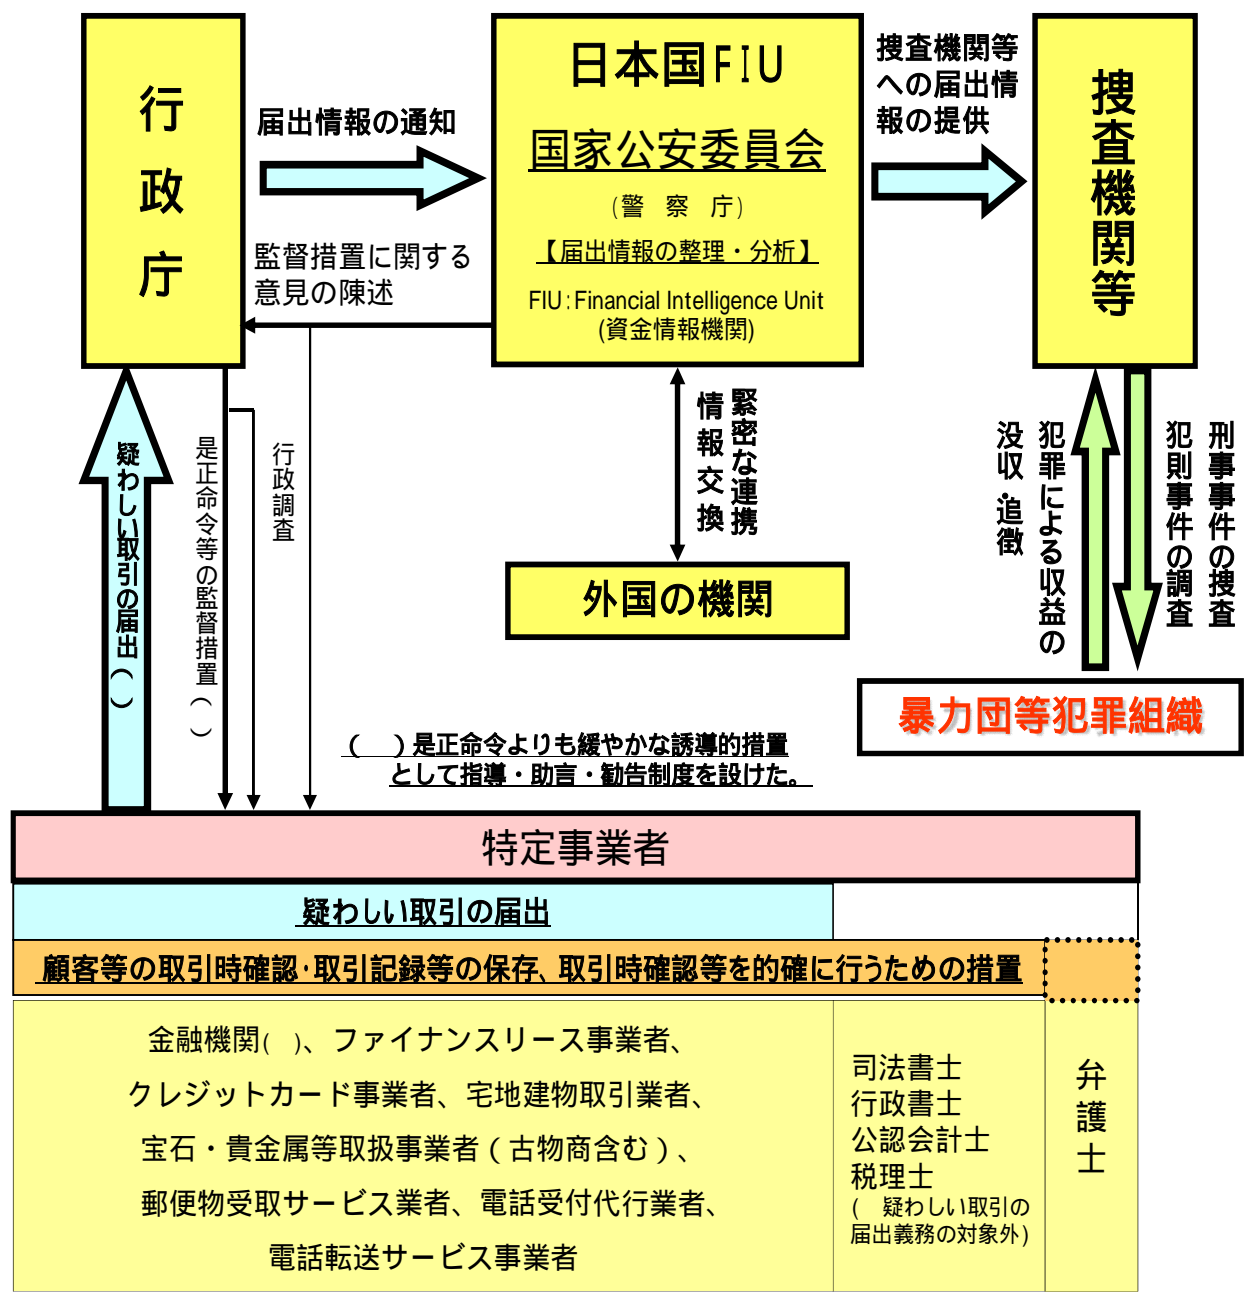 行政庁
届出情報の通知
監督措置に関する
意見の陳述
日本国FIU
国家公安委員会
(警 察 庁)
【届出情報の整理・分析】
FIU:Financial Intelligence Unit
(資金情報機関)
捜査機関等
への届出情
報の提供
捜査機関等
疑わしい取引の届出( )
是正命令等の監督措置( )
行政調査
緊密な連携
情報交換
外国の機関
犯罪による収益の
没収・追徴
刑事事件の捜査
犯則事件の調査
暴力団等犯罪組織
( )是正命令よりも緩やかな誘導的措置
として指導・助言・勧告制度を設けた。
特定事業者
疑わしい取引の届出
顧客等の取引時確認・取引記録等の保存、取引時確認等を的確に行うための措置
金融機関( )、ファイナンスリース事業者、
クレジットカード事業者、宅地建物取引業者、
宝石・貴金属等取扱事業者(古物商含む)、
郵便物受取サービス業者、電話受付代行業者、
電話転送サービス事業者
司法書士
行政書士
公認会計士
税理士
( 疑わしい取引の
届出義務の対象外)
弁護士